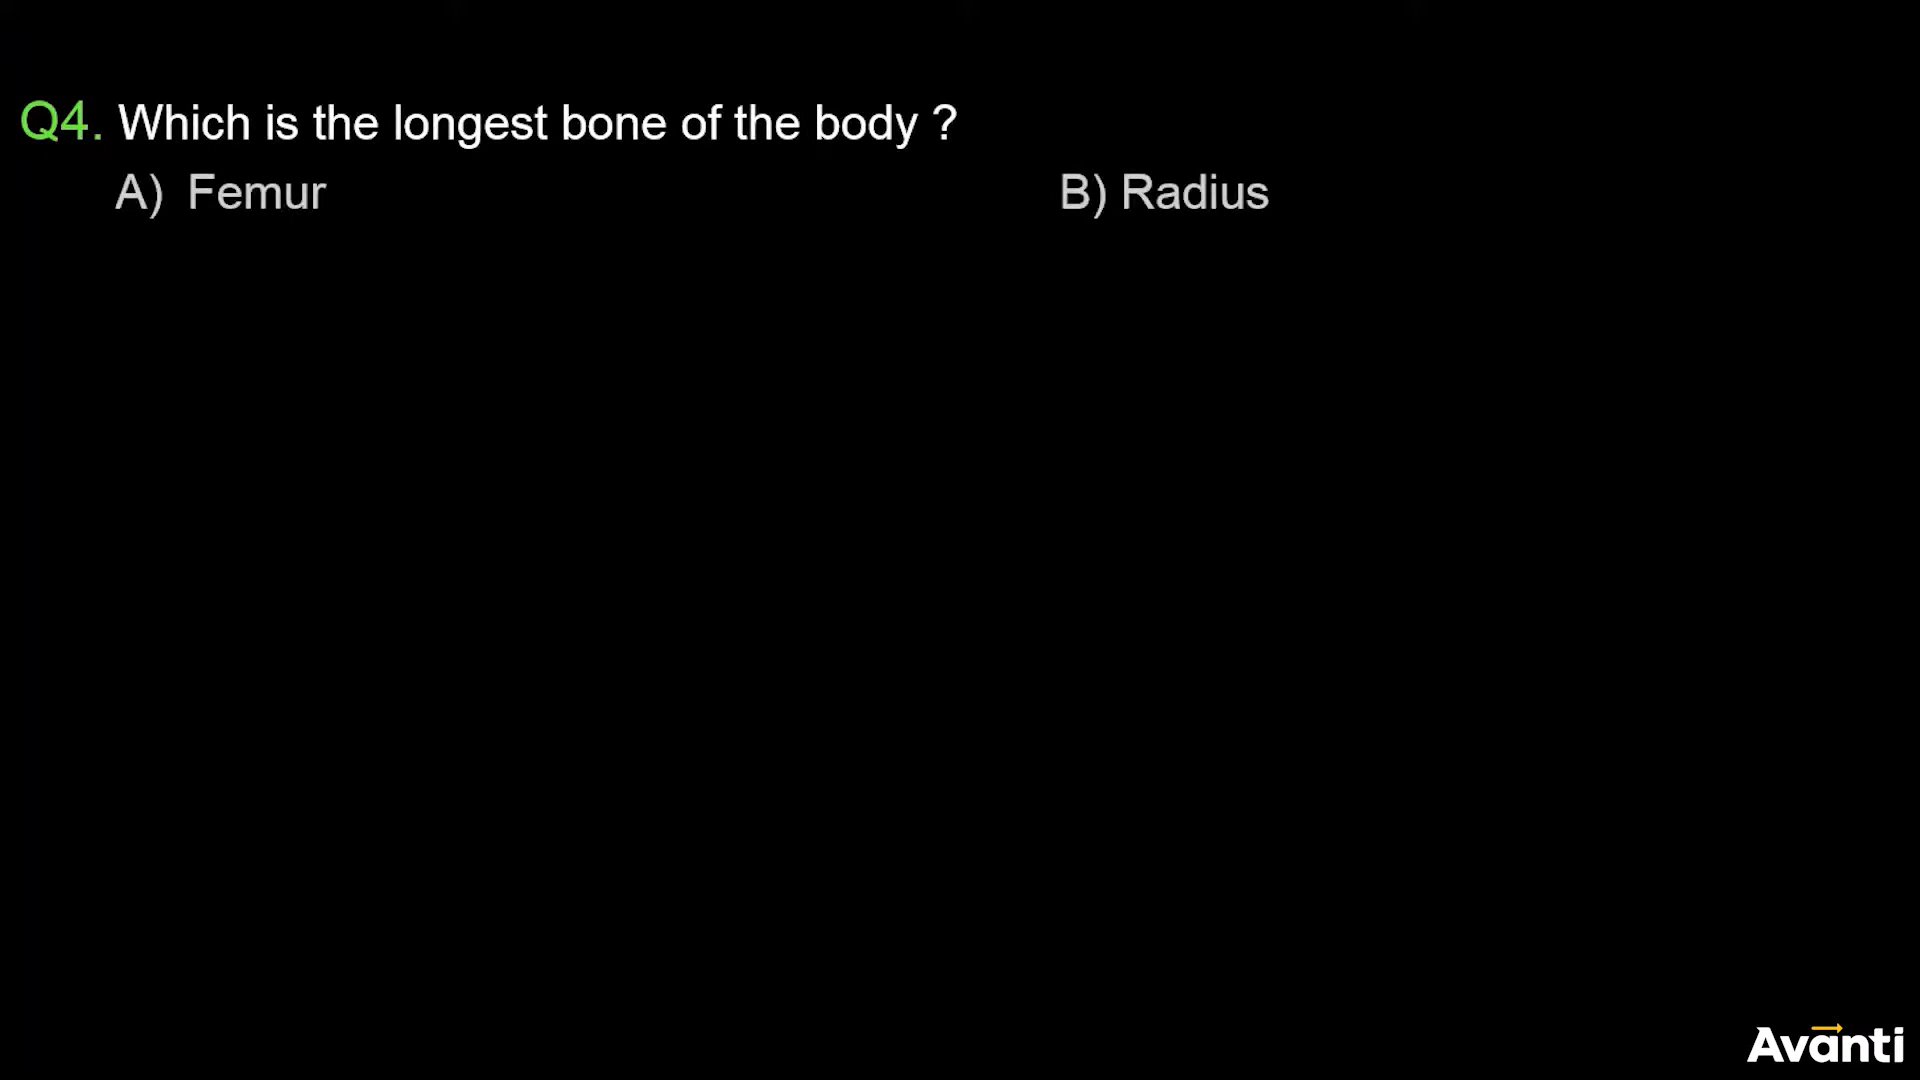 Q4. Which is the longest bone of the body ?
A) Femur B) Radius
Avanti